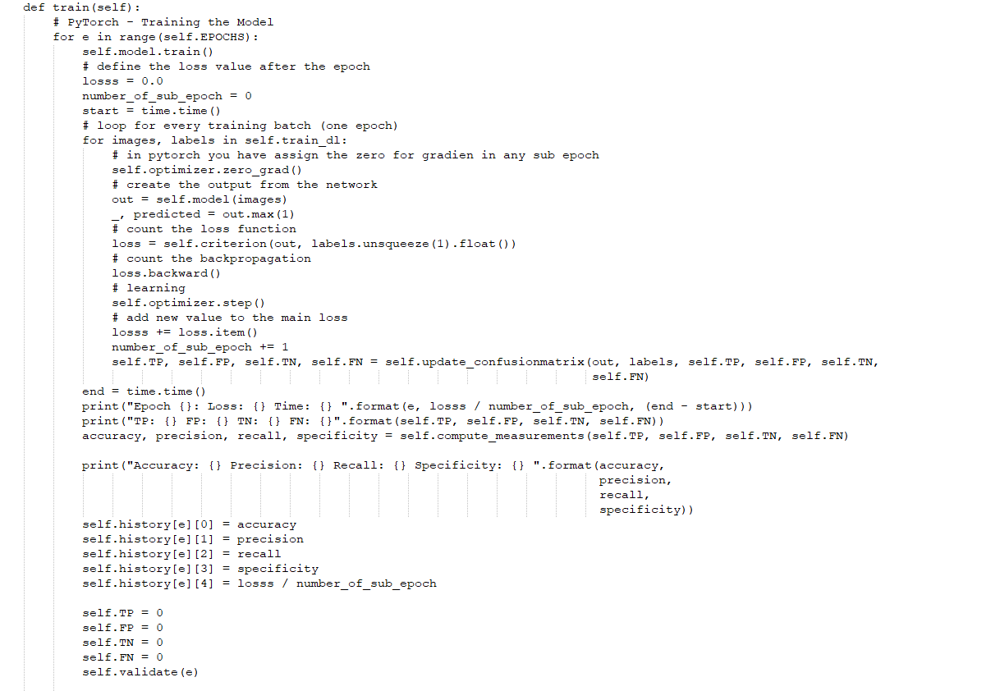 def train(self):
    # PyTorch - Training the Model
    for e in range(self.EPOCHS):
        self.model.train()
        # define the loss value after the epoch
        losss = 0.0
        number_of_sub_epoch = 0
        start = time.time()
        # loop for every training batch (one epoch)
        for images, labels in self.train_dl:
            # in pytorch you have assign the zero for gradien in any sub epoch
            self.optimizer.zero_grad()
            # create the output from the network
            out = self.model(images)
            _, predicted = out.max(1)
            # count the loss function
            loss = self.criterion(out, labels.unsqueeze(1).float())
            # count the backpropagation
            loss.backward()
            # learning
            self.optimizer.step()
            # add new value to the main loss
            losss += loss.item()
            number_of_sub_epoch += 1
            self.TP, self.FP, self.TN, self.FN = self.update_confusionmatrix(out, labels, self.TP, self.FP, self.TN,
                                                                             self.FN)
        end = time.time()
        print("Epoch {}: Loss: {} Time: {} ".format(e, losss / number_of_sub_epoch, (end - start)))
        print("TP: {} FP: {} TN: {} FN: {}".format(self.TP, self.FP, self.TN, self.FN))
        accuracy, precision, recall, specificity = self.compute_measurements(self.TP, self.FP, self.TN, self.FN)

        print("Accuracy: {} Precision: {} Recall: {} Specificity: {} ".format(accuracy,
                                                                              precision,
                                                                              recall,
                                                                              specificity))
        self.history[e][0] = accuracy
        self.history[e][1] = precision
        self.history[e][2] = recall
        self.history[e][3] = specificity
        self.history[e][4] = losss / number_of_sub_epoch

        self.TP = 0
        self.FP = 0
        self.TN = 0
        self.FN = 0
        self.validate(e)